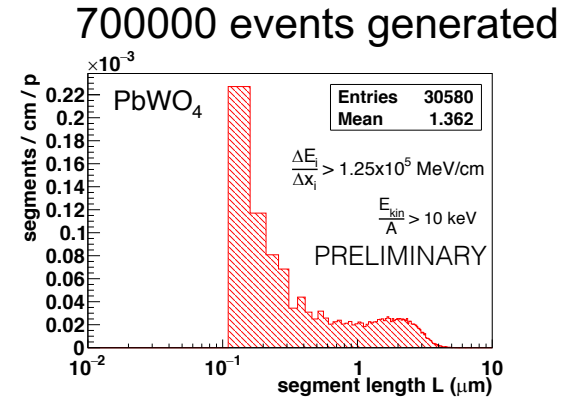 700000 events generated
×10⁻³
segments / cm / p
0.22
0.2
0.18
0.16
0.14
0.12
0.1
0.08
0.06
0.04
0.02
0
PbWO₄
Entries 30580
Mean 1.362
ΔEᵢ/Δxᵢ > 1.25x10⁵ MeV/cm
E_kin/A > 10 keV
PRELIMINARY
10⁻² 10⁻¹ 1 10
segment length L (μm)